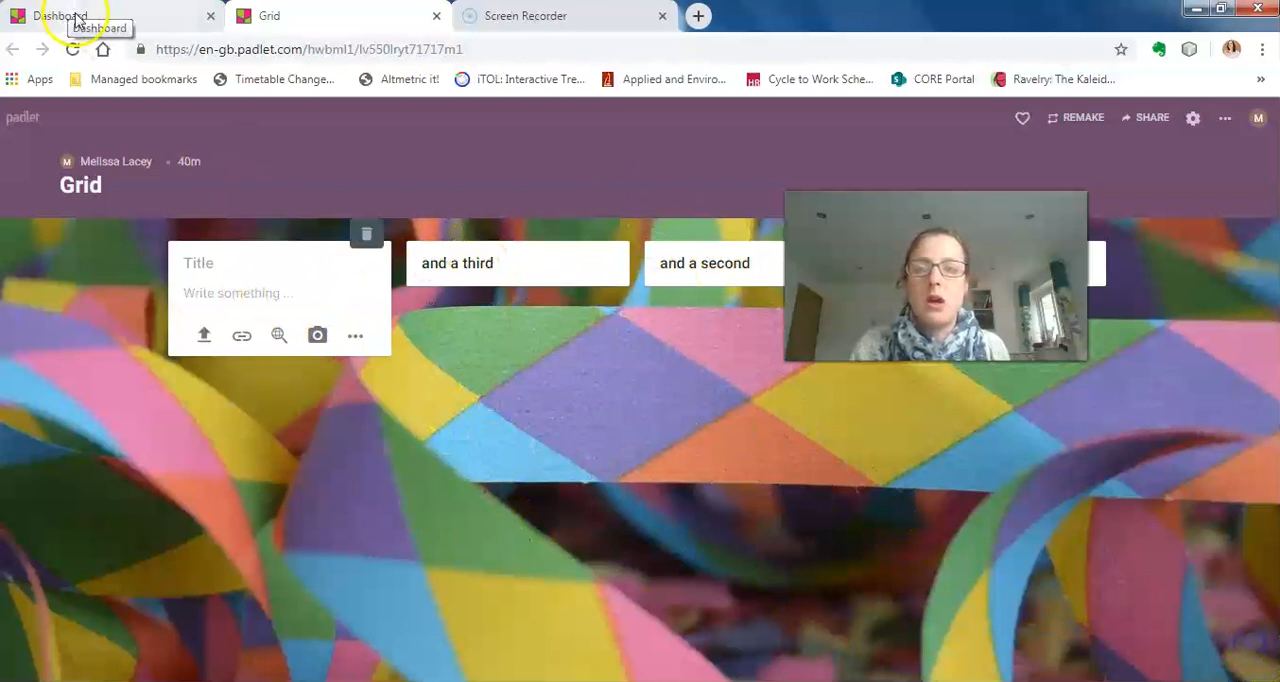 Dashboard
Grid
Screen Recorder
Dashboard
https://en-gb.padlet.com/hwbml1/lv550lryt71717m1
Apps
Managed bookmarks
Timetable Change...
Altmetric it!
iTOL: Interactive Tre...
Applied and Enviro...
HR
Cycle to Work Sche...
CORE Portal
Ravelry: The Kaleid...
»
padlet
REMAKE
SHARE
M
M Melissa Lacey • 40m
Grid
Title
Write something ...
and a third
and a second